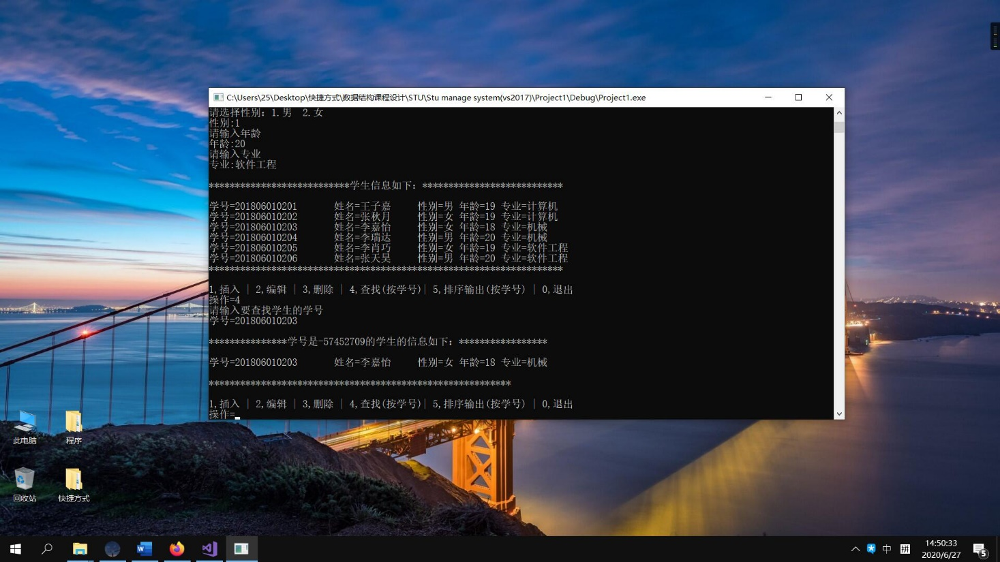 C:\Users\25\Desktop\快捷方式\数据结构课程设计\STU\Stu manage system(vs2017)\Project1\Debug\Project1.exe
请选择性别：1.男  2.女
性别:1
请输入年龄
年龄:20
请输入专业
专业:软件工程
***************************学生信息如下：***************************
学号=201806010201 姓名=王子嘉 性别=男 年龄=19 专业=计算机
学号=201806010202 姓名=张秋月 性别=女 年龄=19 专业=计算机
学号=201806010203 姓名=李嘉怡 性别=女 年龄=18 专业=机械
学号=201806010204 姓名=李瑞达 性别=男 年龄=20 专业=机械
学号=201806010205 姓名=李肖巧 性别=女 年龄=19 专业=软件工程
学号=201806010206 姓名=张天昊 性别=男 年龄=20 专业=软件工程
********************************************************************
1,插入 | 2,编辑 | 3,删除 | 4,查找(按学号)| 5,排序输出(按学号) | 0,退出
操作=4
请输入要查找学生的学号
学号=201806010203
***************学号是-57452709的学生的信息如下：*****************
学号=201806010203 姓名=李嘉怡 性别=女 年龄=18 专业=机械
**********************************************************
1,插入 | 2,编辑 | 3,删除 | 4,查找(按学号)| 5,排序输出(按学号) | 0,退出
操作=
此电脑
程序
回收站
快捷方式
中
拼
14:50:33
2020/6/27
5